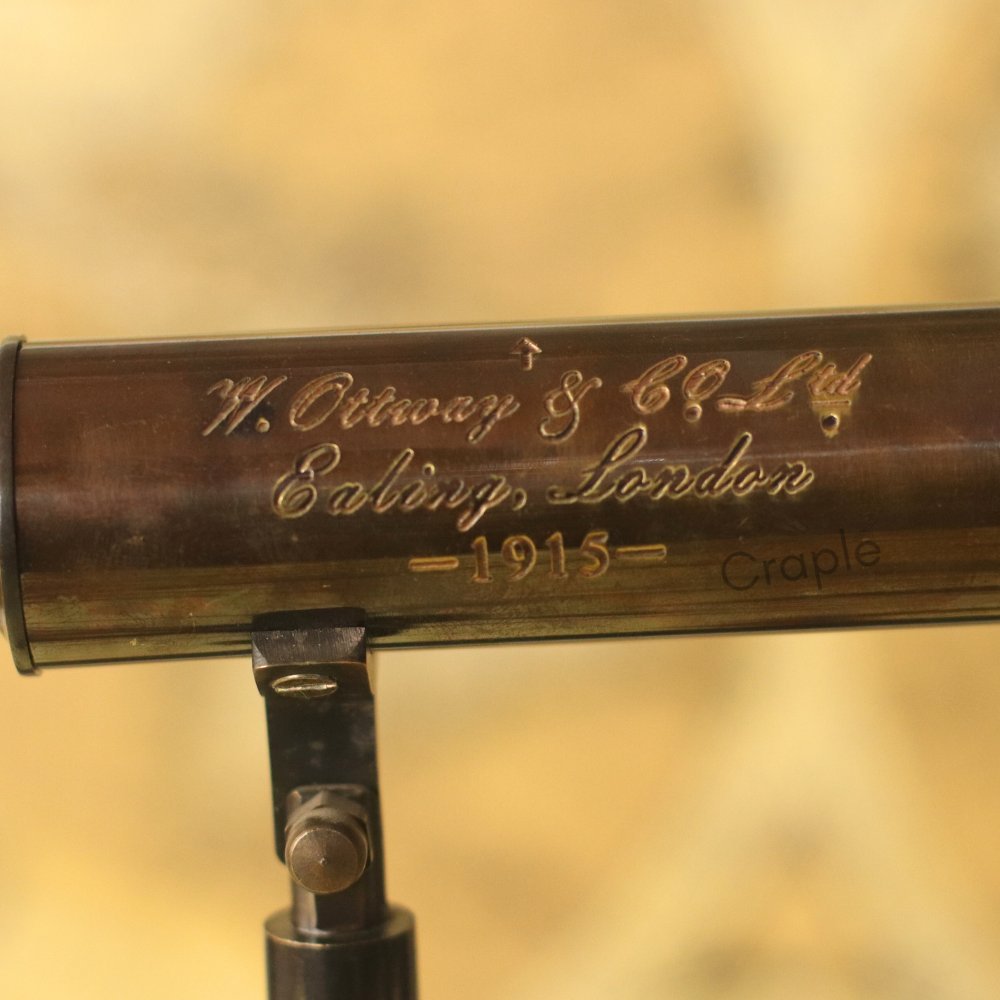 ↑
W. Ottway & Co. Ltd
Ealing, London
-1915-
Craple